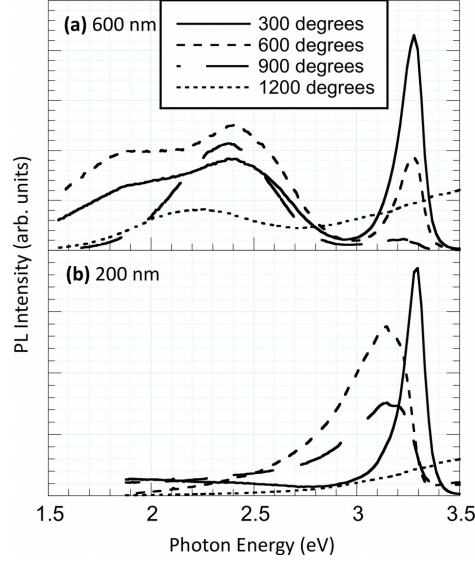 (a) 600 nm
300 degrees
600 degrees
900 degrees
1200 degrees
(b) 200 nm
PL Intensity (arb. units)
1.5 2 2.5 3 3.5
Photon Energy (eV)